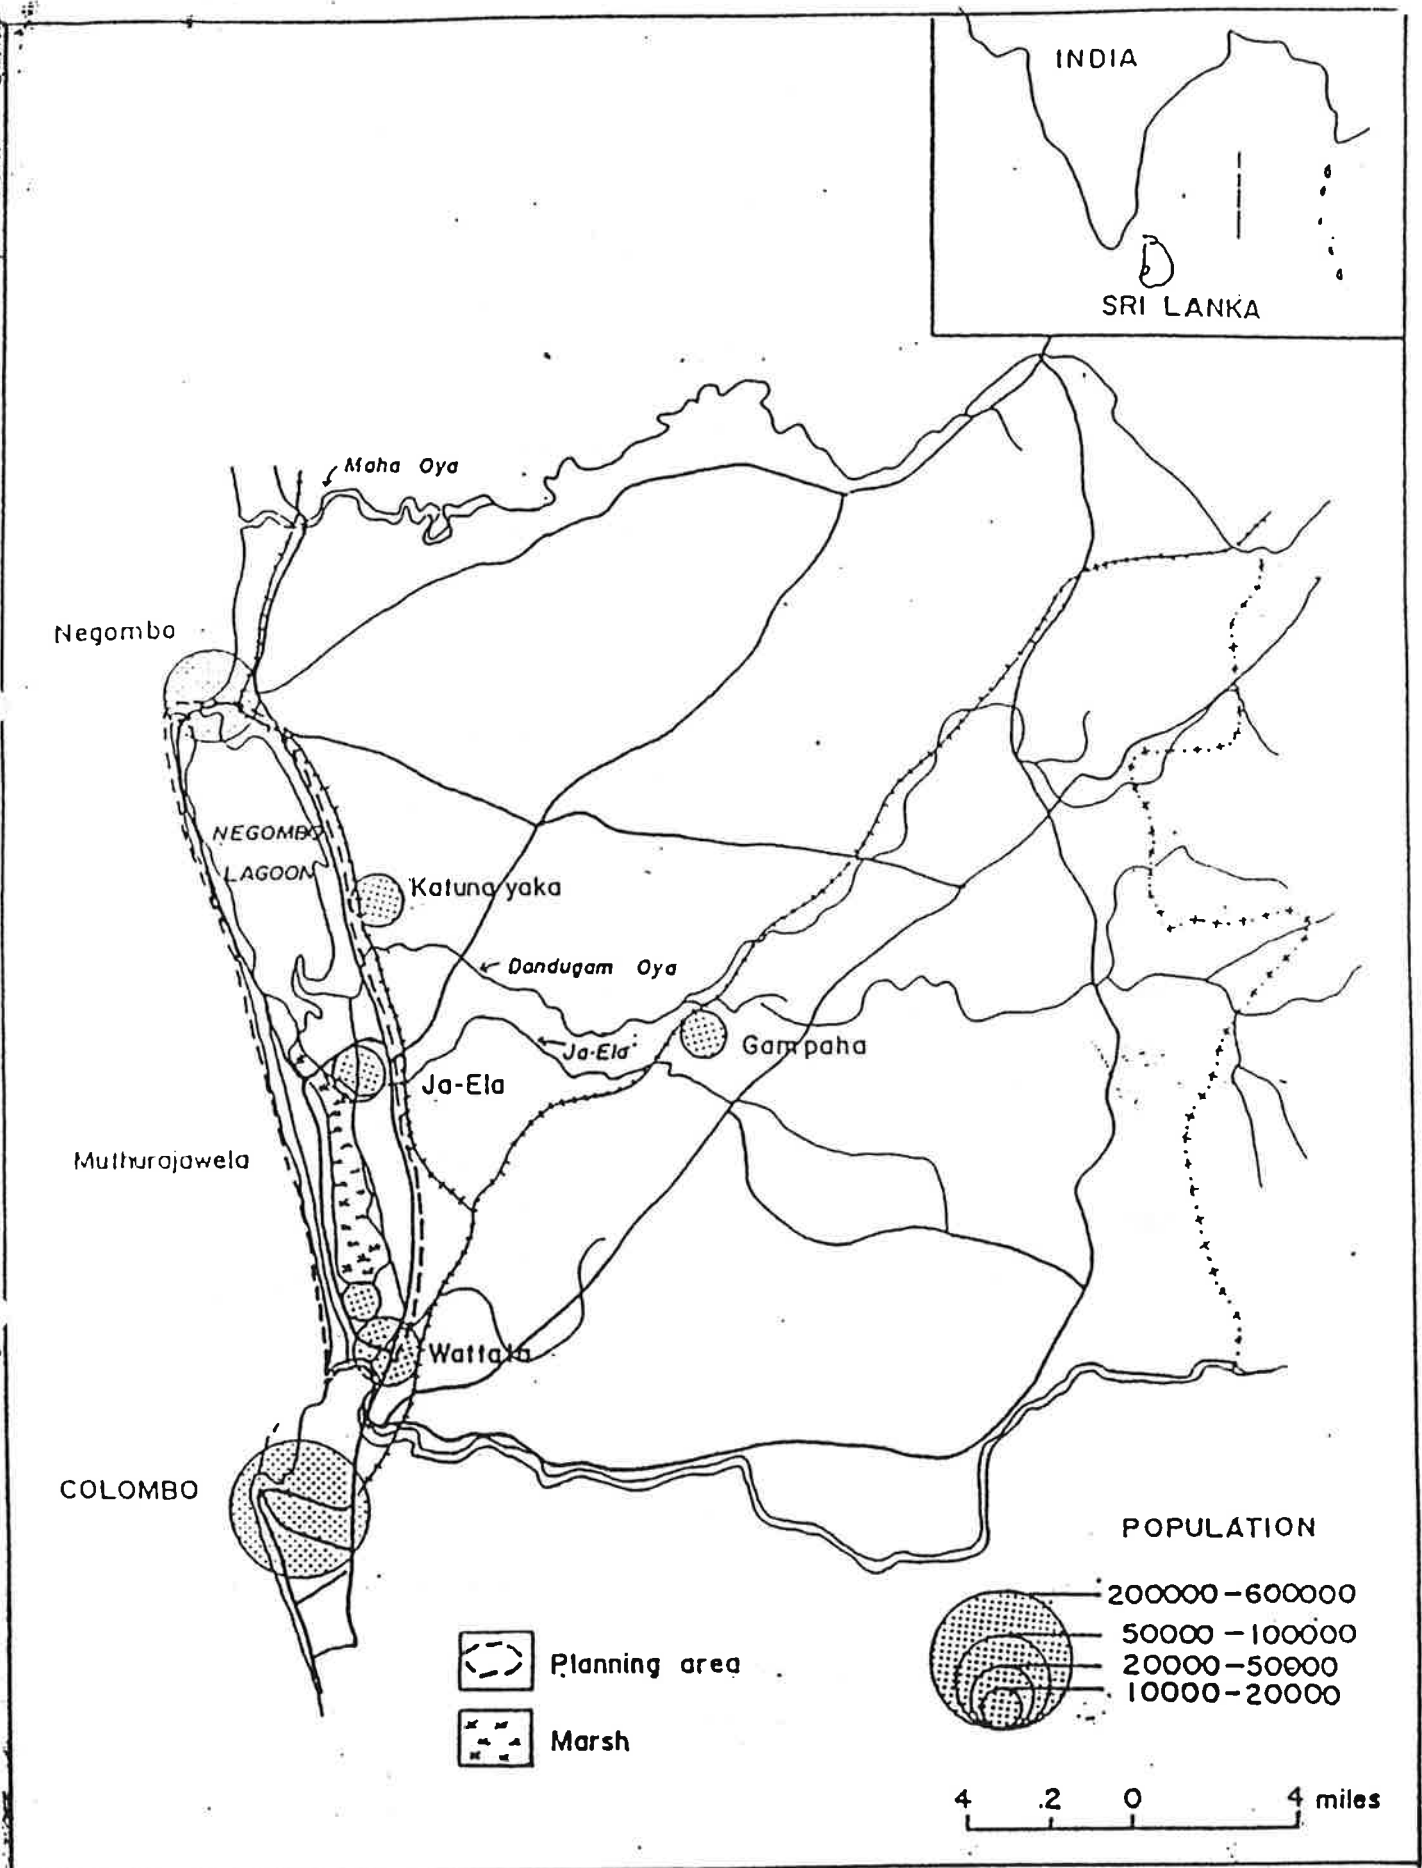 INDIA
SRI LANKA
Maha Oya
Negombo
NEGOMBO
LAGOON
Katunayaka
Dandugam Oya
Ja-Ela
Gampaha
Ja-Ela
Muthurajawela
Wattala
COLOMBO
POPULATION
200000-600000
50000-100000
20000-50000
10000-20000
Planning area
Marsh
4 2 0 4 miles